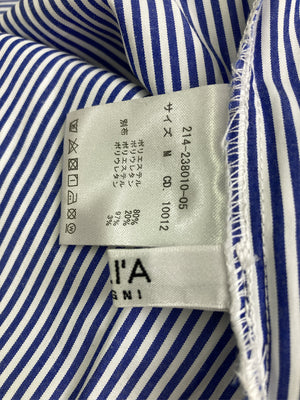 214-238010-05
サイズ M CD 10012
ポリエステル 80%
ポリウレタン 20%
別布 ポリエステル 97%
ポリウレタン 3%
I'A
GNI